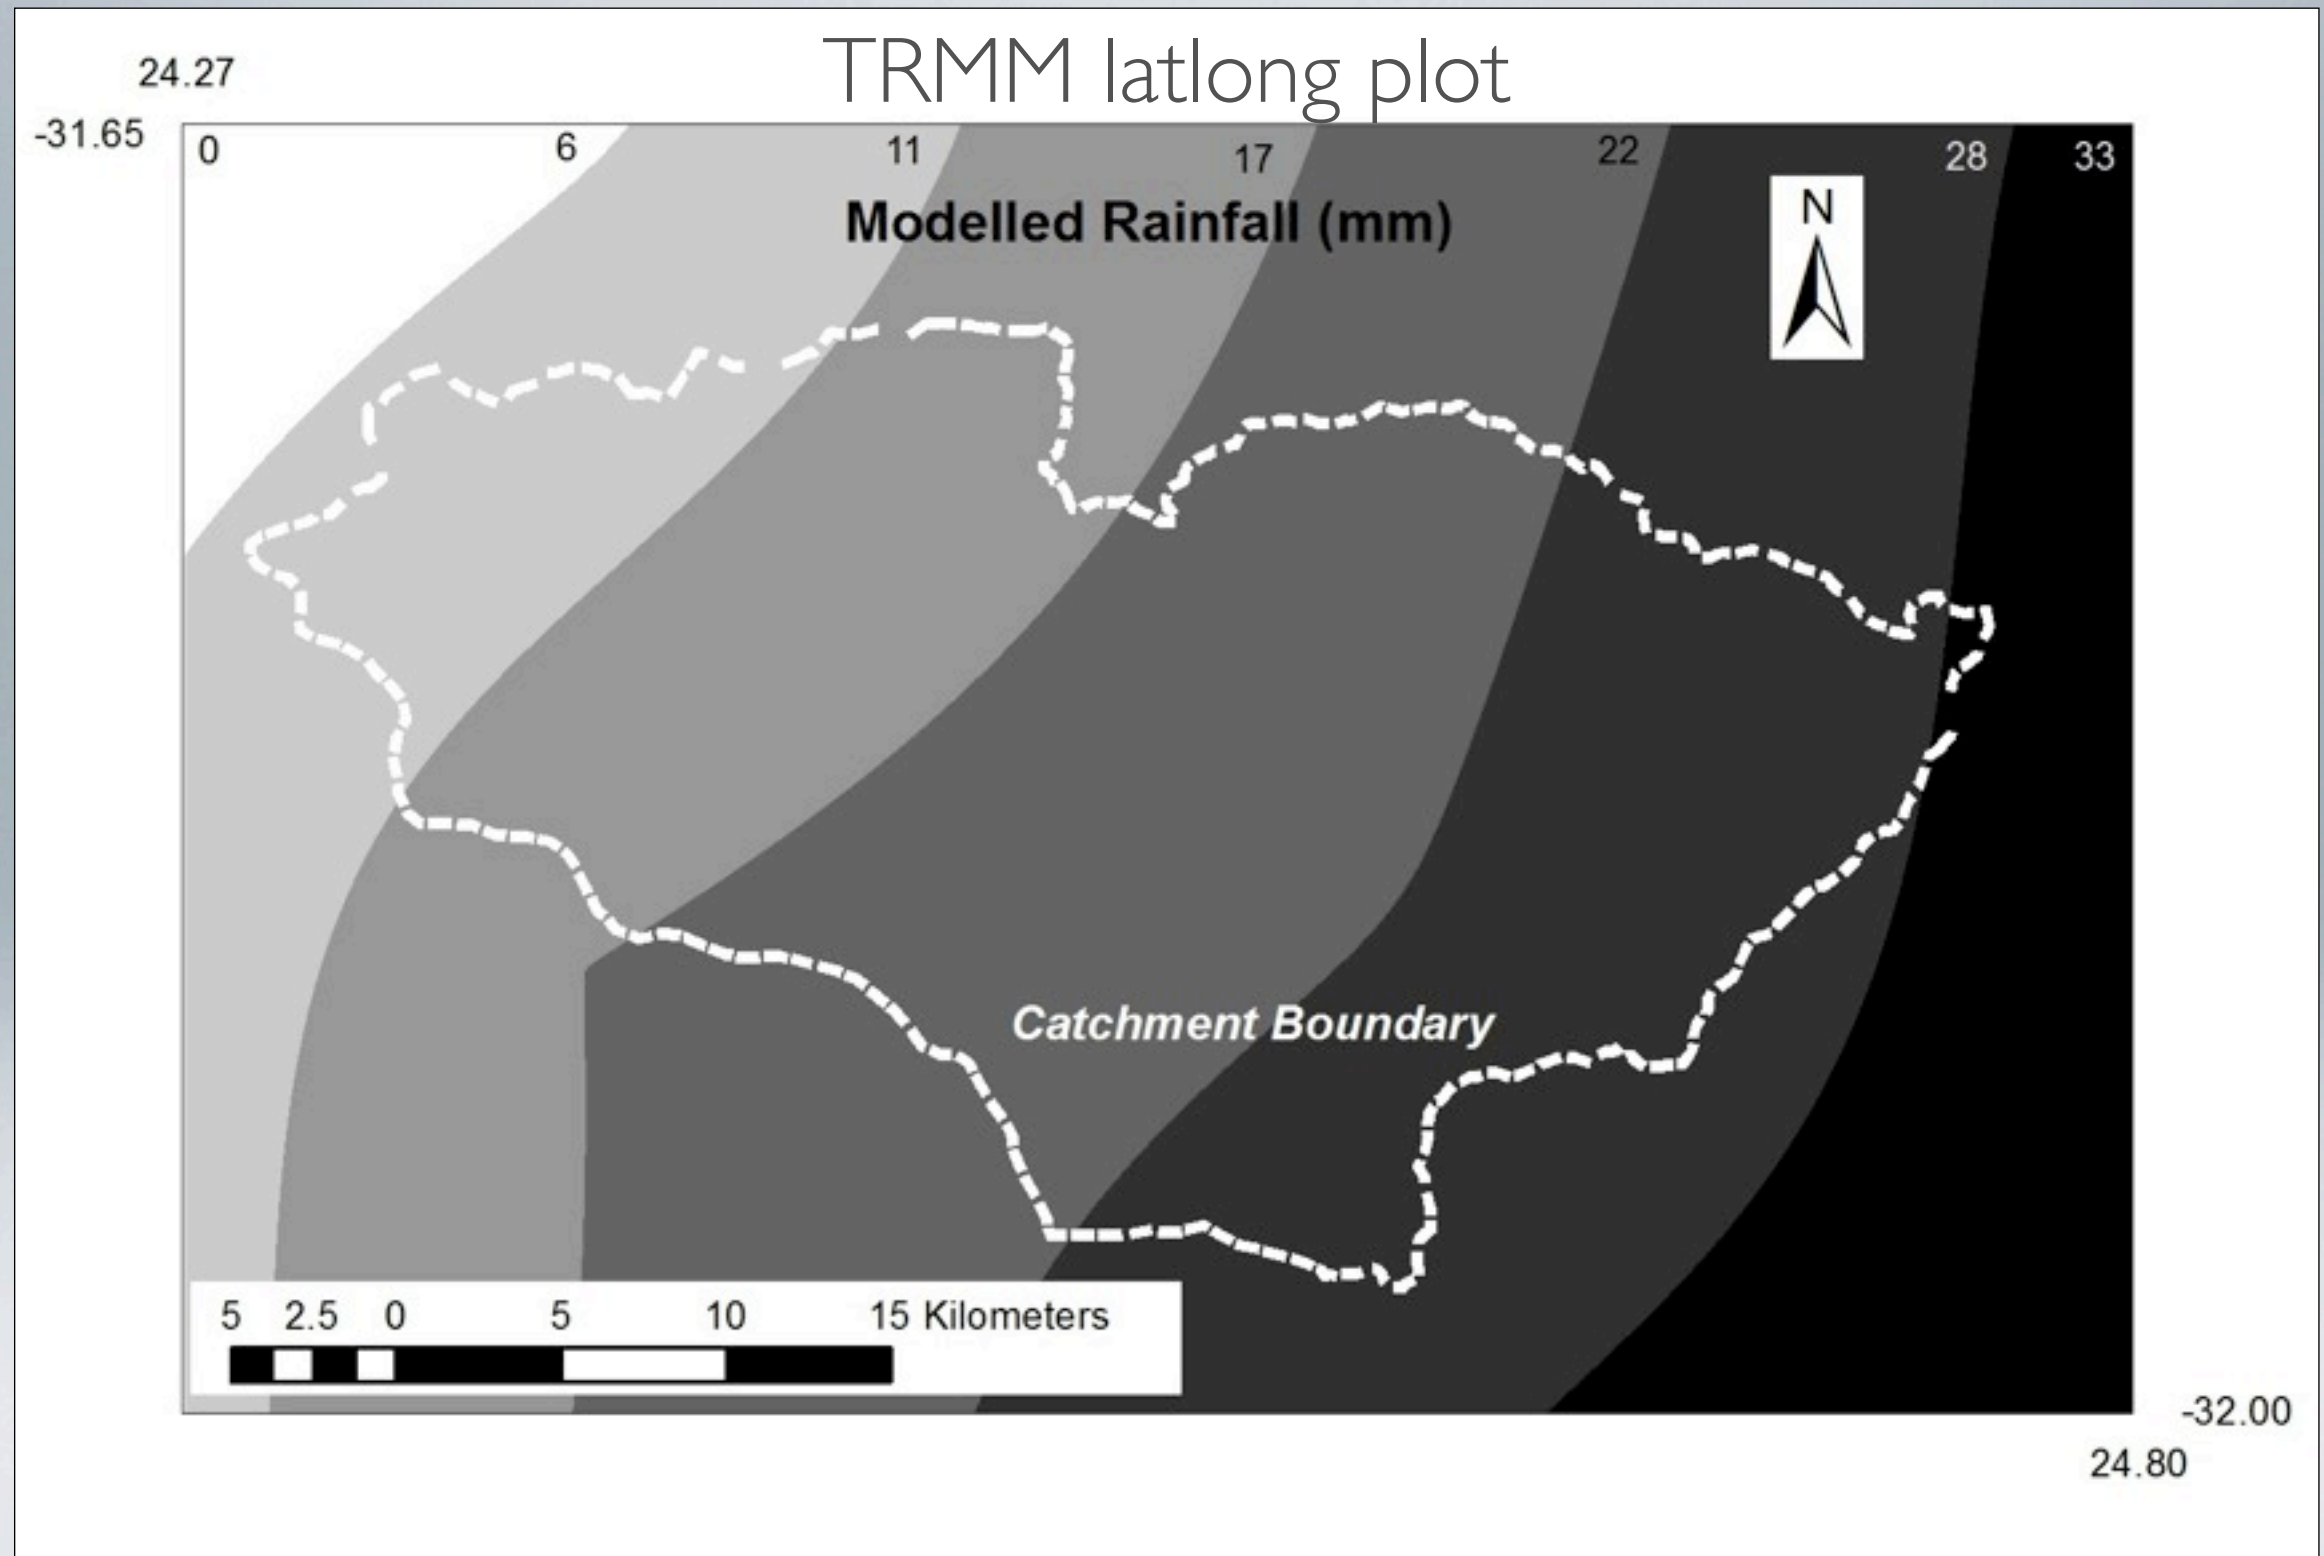 TRMM latlong plot
24.27
-31.65
0 6 11 17 22 28 33
Modelled Rainfall (mm)
N
Catchment Boundary
5 2.5 0 5 10 15 Kilometers
-32.00
24.80